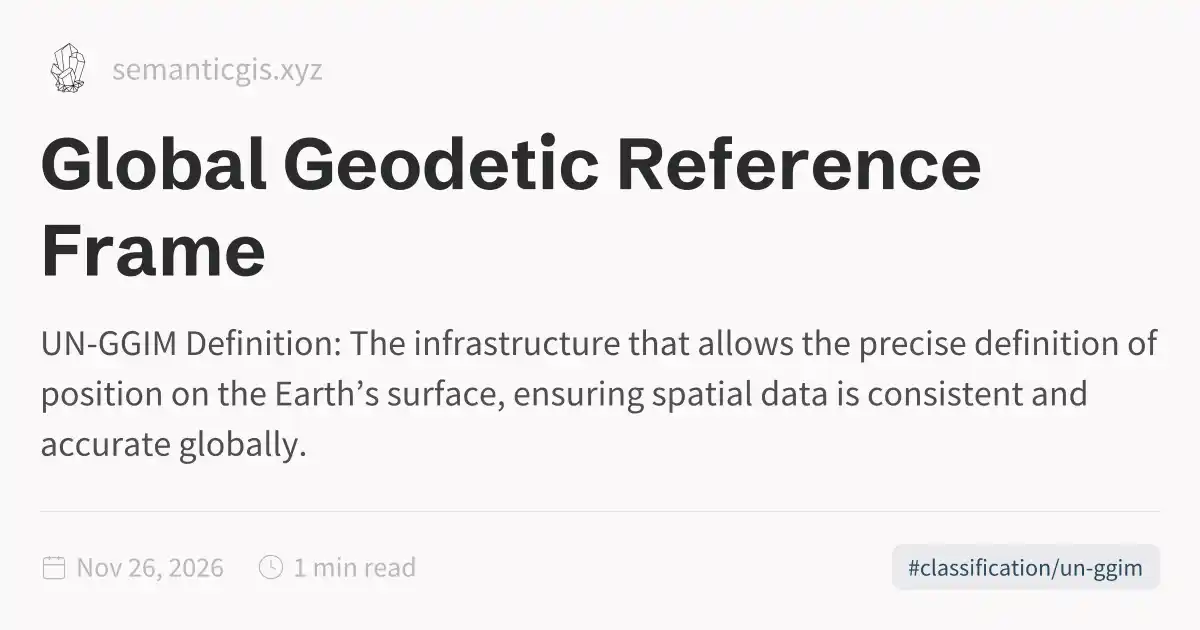 semanticgis.xyz
Global Geodetic Reference
Frame
UN-GGIM Definition: The infrastructure that allows the precise definition of
position on the Earth’s surface, ensuring spatial data is consistent and
accurate globally.
Nov 26, 2026 1 min read #classification/un-ggim